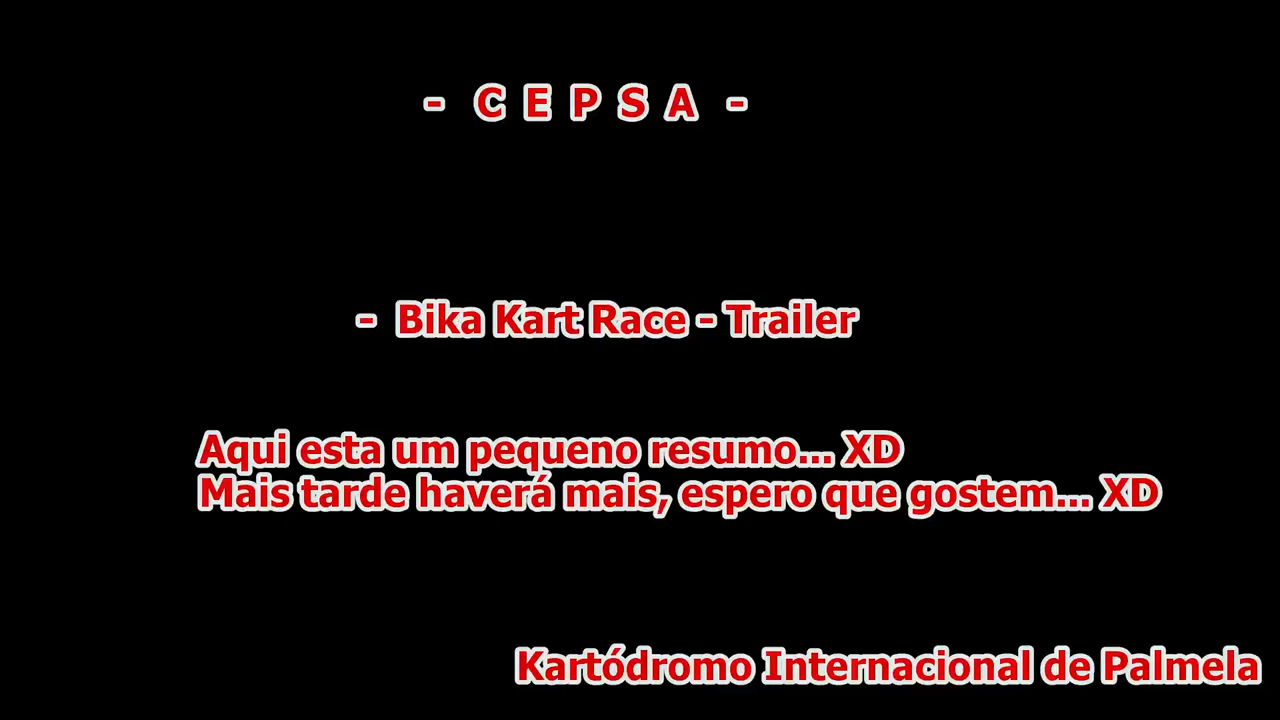 - C E P S A -
- Bika Kart Race - Trailer
Aqui esta um pequeno resumo... XD
Mais tarde haverá mais, espero que gostem... XD
Kartódromo Internacional de Palmela